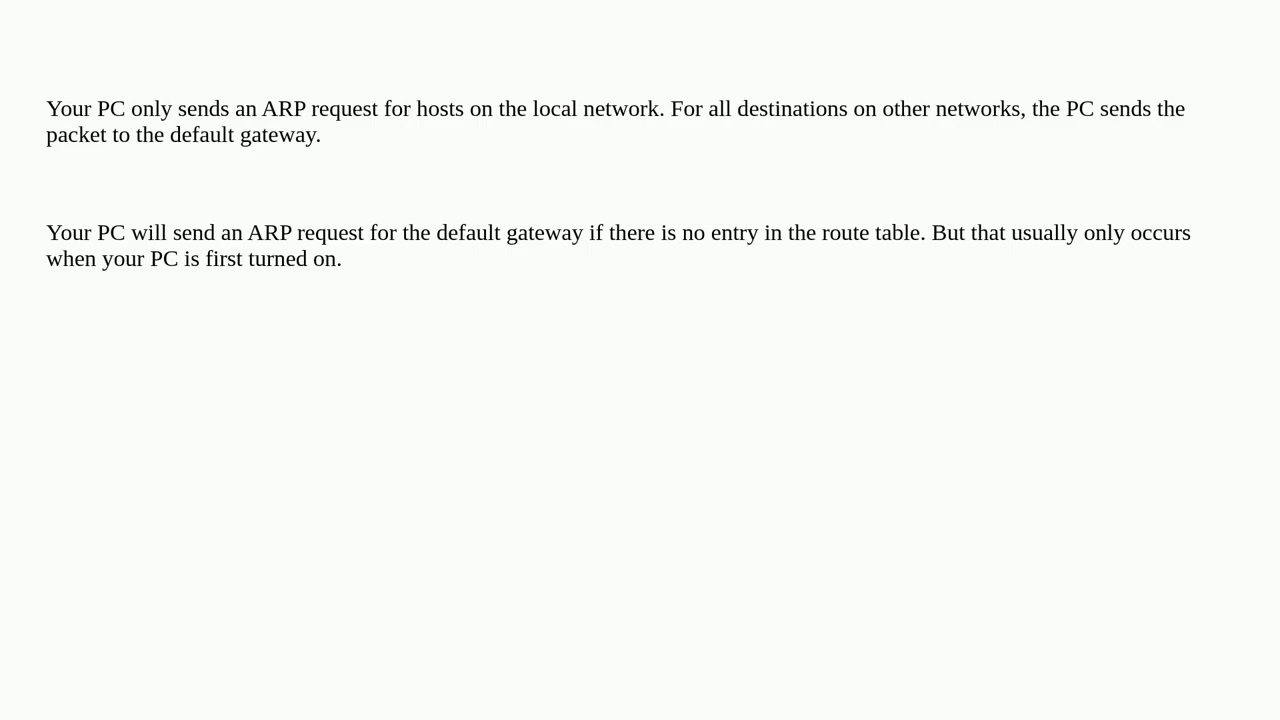 Your PC only sends an ARP request for hosts on the local network. For all destinations on other networks, the PC sends the
packet to the default gateway.
Your PC will send an ARP request for the default gateway if there is no entry in the route table. But that usually only occurs
when your PC is first turned on.